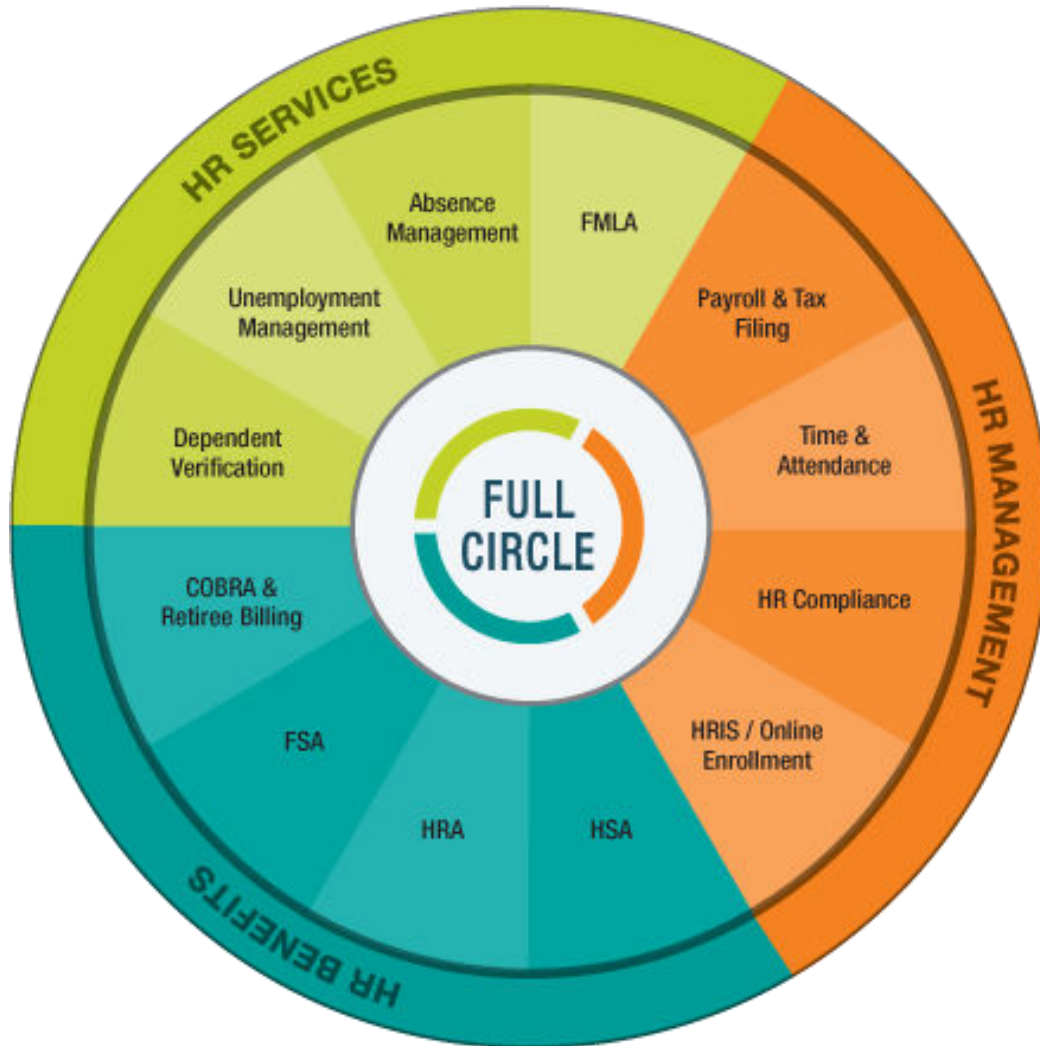 HR SERVICES
Absence
Management
FMLA
Unemployment
Management
Payroll & Tax
Filing
Dependent
Verification
Time &
Attendance
HR MANAGEMENT
FULL
CIRCLE
COBRA &
Retiree Billing
HR Compliance
FSA
HRIS / Online
Enrollment
HRA
HSA
HR BENEFITS